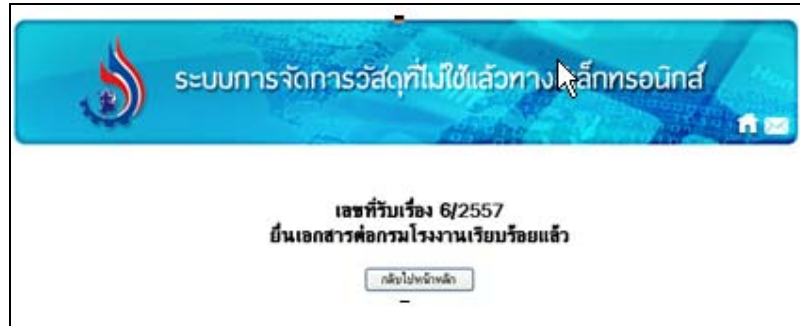 ระบบการจัดการวัสดุที่ไม่ใช้แล้วทางอิเล็กทรอนิกส์
เลขที่รับเรื่อง 6/2557
ยื่นเอกสารต่อกรมโรงงานเรียบร้อยแล้ว
กลับไปหน้าหลัก